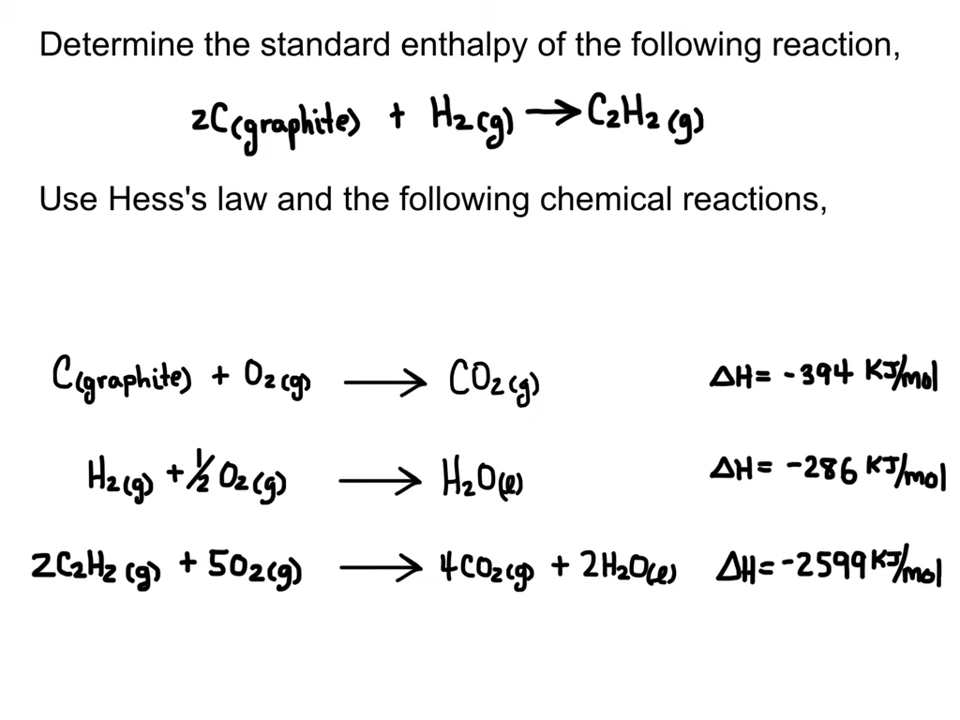 Determine the standard enthalpy of the following reaction,
2C(graphite) + H₂(g) → C₂H₂(g)
Use Hess's law and the following chemical reactions,
C(graphite) + O₂(g) → CO₂(g) ΔH = -394 KJ/mol
H₂(g) + ½ O₂(g) → H₂O(l) ΔH = -286 KJ/mol
2C₂H₂(g) + 5O₂(g) → 4CO₂(g) + 2H₂O(l) ΔH = -2599 KJ/mol